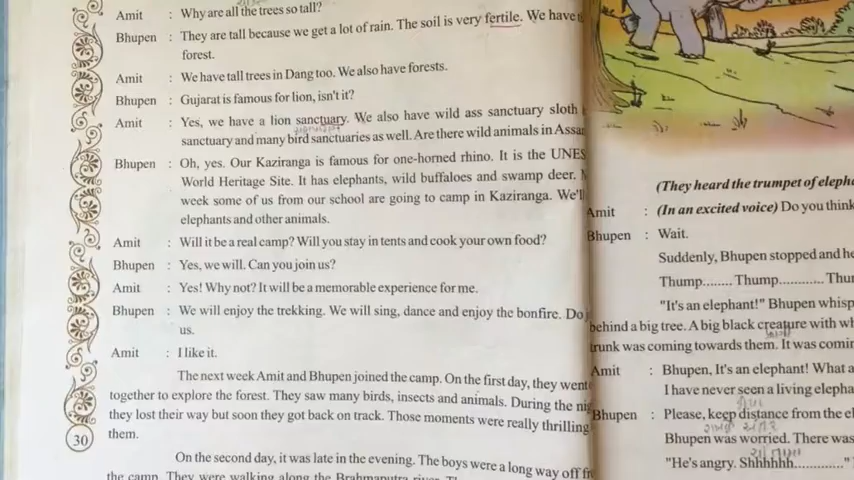 Amit : Why are all the trees so tall?
Bhupen : They are tall because we get a lot of rain. The soil is very fertile. We have
forest.
Amit : We have tall trees in Dang too. We also have forests.
Bhupen : Gujarat is famous for lion, isn't it?
Amit : Yes, we have a lion sanctuary. We also have wild ass sanctuary sloth
sanctuary and many bird sanctuaries as well. Are there wild animals in Assa
Bhupen : Oh, yes. Our Kaziranga is famous for one-horned rhino. It is the UNES
World Heritage Site. It has elephants, wild buffaloes and swamp deer.
week some of us from our school are going to camp in Kaziranga. We'll
elephants and other animals.
Amit : Will it be a real camp? Will you stay in tents and cook your own food?
Bhupen : Yes, we will. Can you join us?
Amit : Yes! Why not? It will be a memorable experience for me.
Bhupen : We will enjoy the trekking. We will sing, dance and enjoy the bonfire. Do
us.
Amit : I like it.
The next week Amit and Bhupen joined the camp. On the first day, they went
together to explore the forest. They saw many birds, insects and animals. During the nig
they lost their way but soon they got back on track. Those moments were really thrilling
them.
On the second day, it was late in the evening. The boys were a long way off fr
the camp. They were walking along the Brahmaputra river.
30
(They heard the trumpet of elepha
Amit : (In an excited voice) Do you think
Bhupen : Wait.
Suddenly, Bhupen stopped and he
Thump........ Thump............ Thu
"It's an elephant!" Bhupen whisp
behind a big tree. A big black creature with wh
trunk was coming towards them. It was comin
Amit : Bhupen, It's an elephant! What a
I have never seen a living elepha
Bhupen : Please, keep distance from the el
Bhupen was worried. There was
"He's angry. Shhhhhh............."